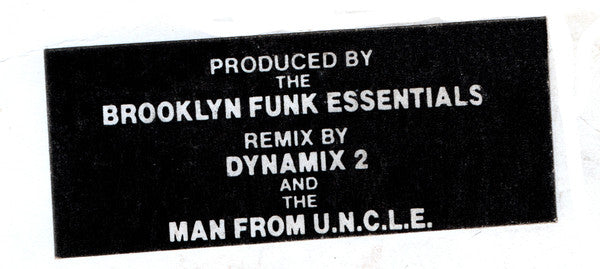 PRODUCED BY
THE
BROOKLYN FUNK ESSENTIALS
REMIX BY
DYNAMIX 2
AND
THE
MAN FROM U.N.C.L.E.